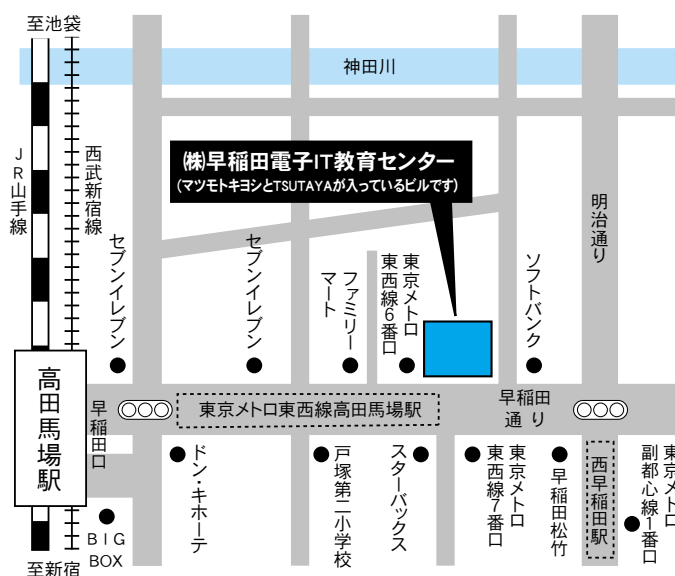 至池袋
神田川
JR山手線
西武新宿線
(株)早稲田電子IT教育センター
(マツモトキヨシとTSUTAYAが入っているビルです)
明治通り
セブンイレブン
セブンイレブン
ファミリー
マート
東京メトロ
東西線6番口
ソフトバンク
高田馬場駅
早稲田口
東京メトロ東西線高田馬場駅
早稲田
通り
ドン・キホーテ
戸塚第二小学校
スターバックス
東京メトロ
東西線7番口
早稲田松竹
西早稲田駅
東京メトロ
副都心線1番口
BIG
BOX
至新宿